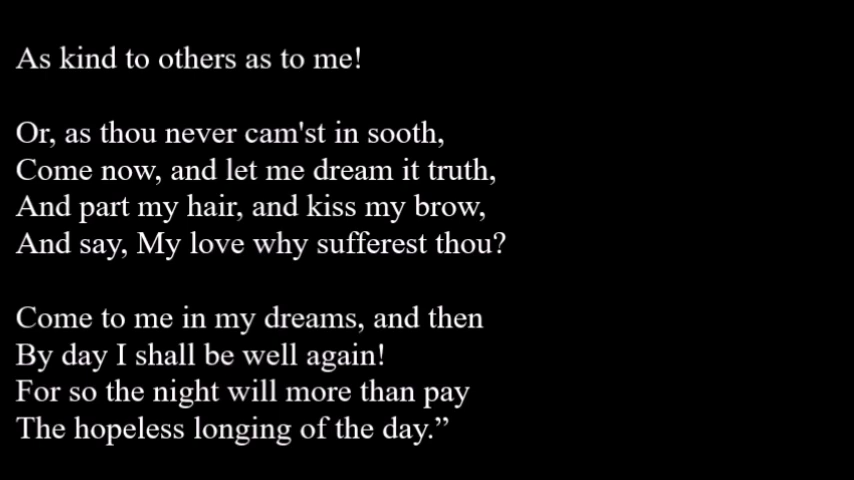 As kind to others as to me!
Or, as thou never cam'st in sooth,
Come now, and let me dream it truth,
And part my hair, and kiss my brow,
And say, My love why sufferest thou?
Come to me in my dreams, and then
By day I shall be well again!
For so the night will more than pay
The hopeless longing of the day.”